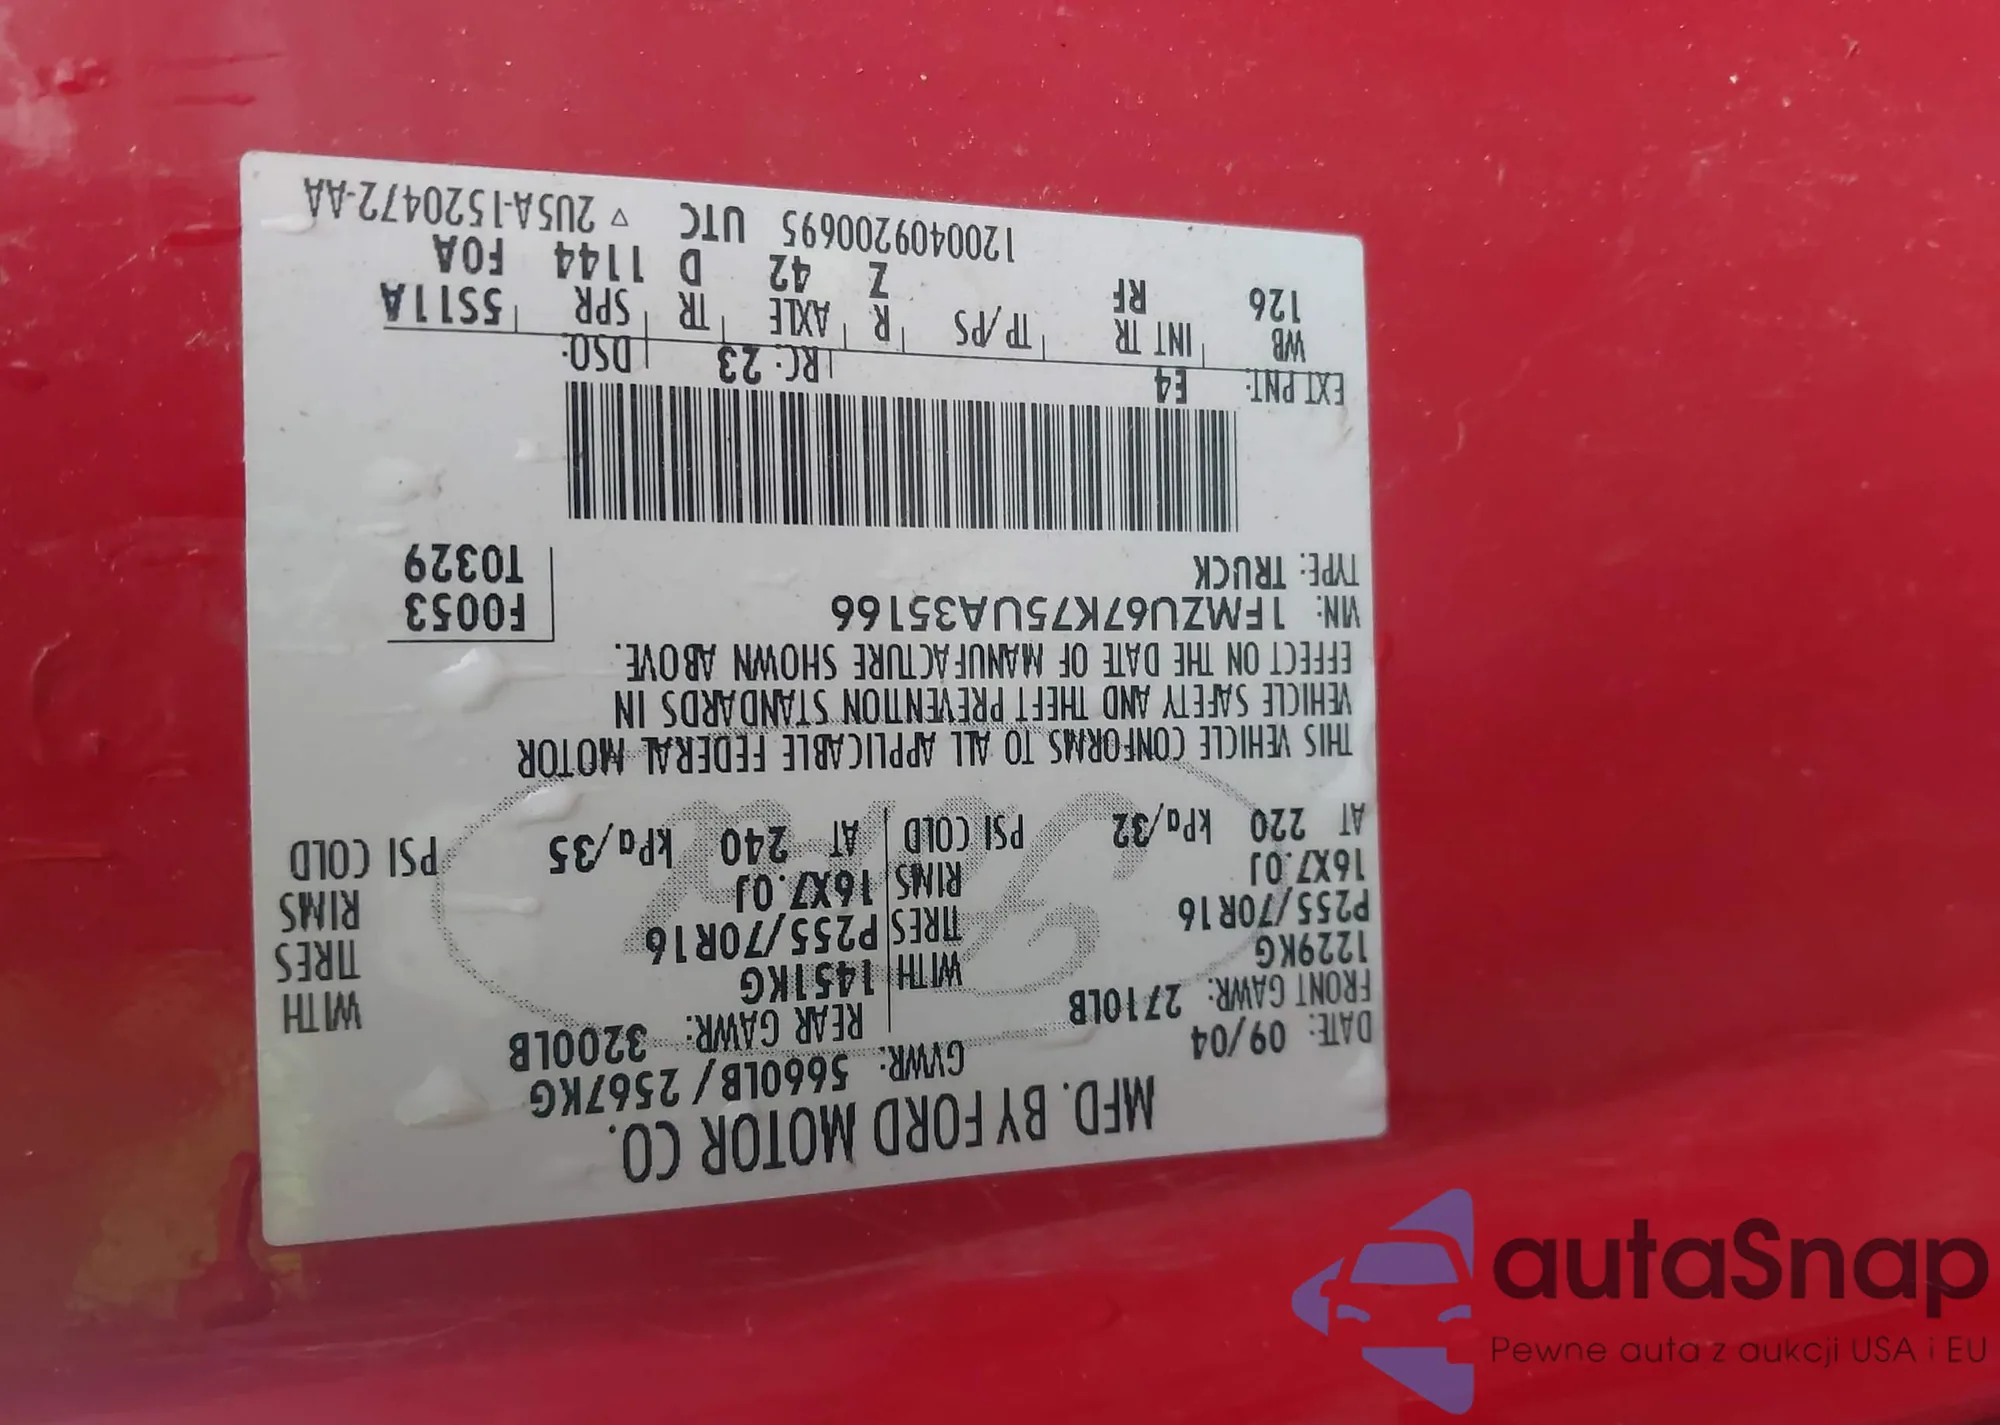 MFD. BY FORD MOTOR CO.
DATE: 09/04 GVWR: 5660LB/2567KG
FRONT GAWR: 2710LB REAR GAWR: 3200LB
1229KG WITH 1451KG WITH
P255/70R16 TIRES P255/70R16 TIRES
16X7.0J RIMS 16X7.0J RIMS
AT 220 kPa/32 PSI COLD AT 240 kPa/35 PSI COLD
THIS VEHICLE CONFORMS TO ALL APPLICABLE FEDERAL MOTOR
VEHICLE SAFETY AND THEFT PREVENTION STANDARDS IN
EFFECT ON THE DATE OF MANUFACTURE SHOWN ABOVE.
VIN: 1FMZU67K75UA35166 F0053
TYPE: TRUCK T0329
EXT PNT: E4 RC: 23 DSO:
WB INT TR TP/PS R AXLE TR SPR 5S11A
126 RF Z 42 D 1144 F0A
1200409200695 UTC ▽ 2U5A-1520472-AA
autaSnap
Pewne auta z aukcji USA i EU